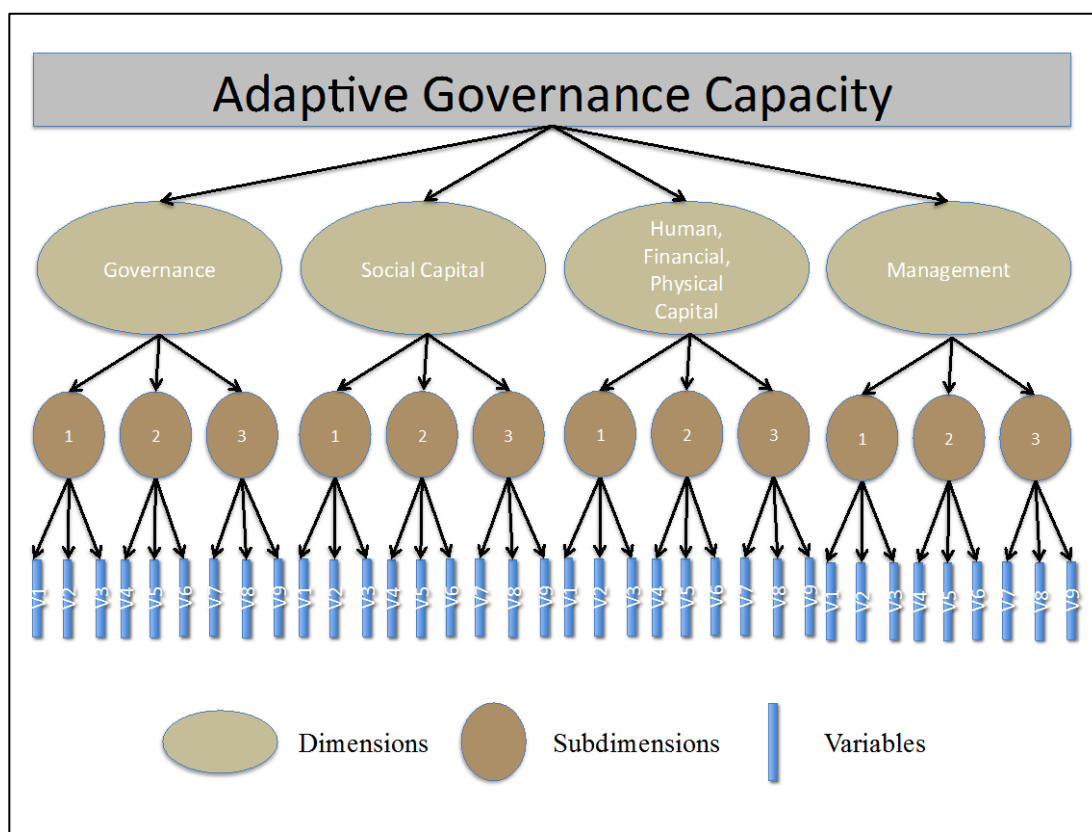 Adaptive Governance Capacity
Governance
Social Capital
Human,
Financial,
Physical
Capital
Management
1 2 3 1 2 3 1 2 3 1 2 3
V1 V2 V3 V4 V5 V6 V7 V8 V9 V1 V2 V3 V4 V5 V6 V7 V8 V9 V1 V2 V3 V4 V5 V6 V7 V8 V9 V1 V2 V3 V4 V5 V6 V7 V8 V9
Dimensions Subdimensions Variables